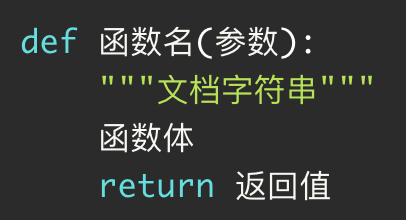 def 函数名(参数):
    """文档字符串"""
    函数体
    return 返回值